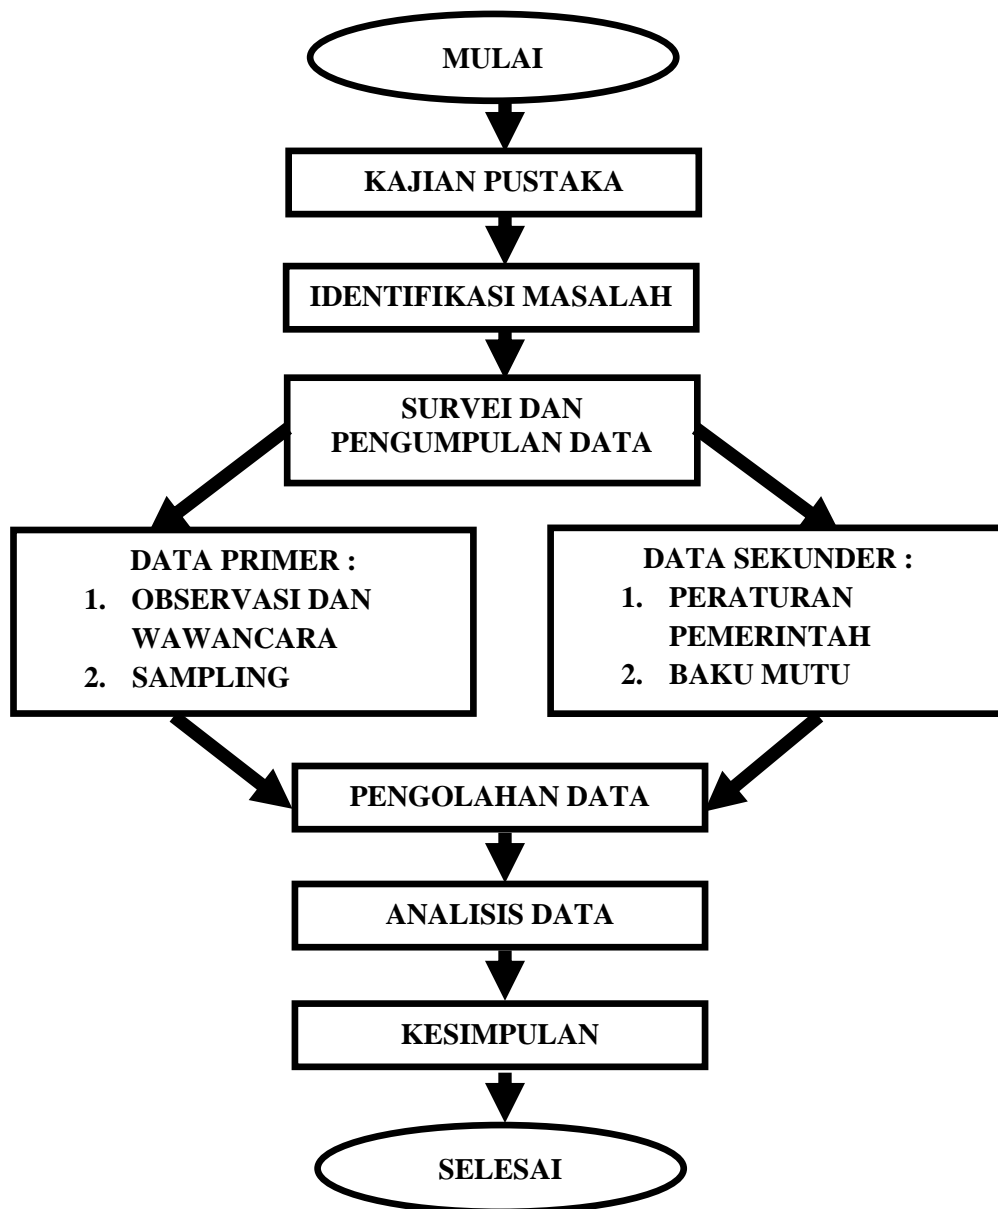 MULAI
KAJIAN PUSTAKA
IDENTIFIKASI MASALAH
SURVEI DAN
PENGUMPULAN DATA
DATA PRIMER :
1. OBSERVASI DAN
WAWANCARA
2. SAMPLING
DATA SEKUNDER :
1. PERATURAN
PEMERINTAH
2. BAKU MUTU
PENGOLAHAN DATA
ANALISIS DATA
KESIMPULAN
SELESAI